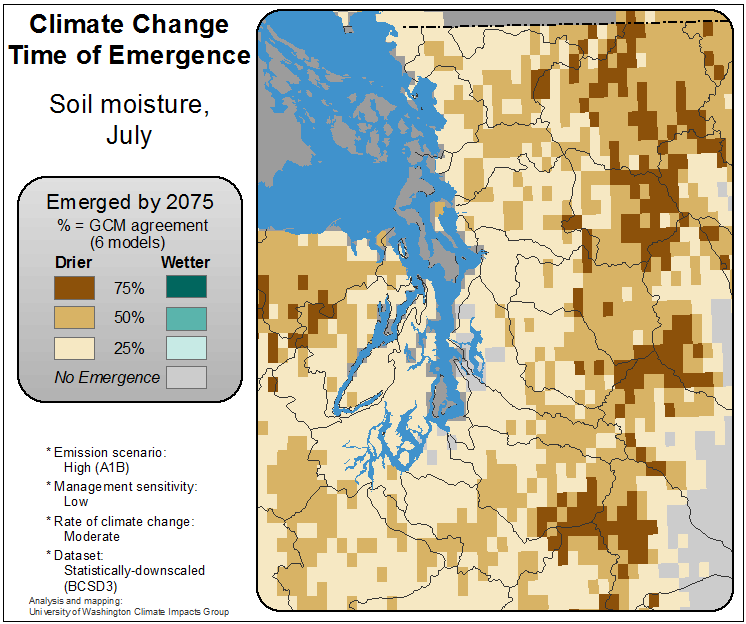 Climate Change
Time of Emergence
Soil moisture,
July
Emerged by 2075
% = GCM agreement
(6 models)
Drier Wetter
75%
50%
25%
No Emergence
* Emission scenario:
High (A1B)
* Management sensitivity:
Low
* Rate of climate change:
Moderate
* Dataset:
Statistically-downscaled
(BCSD3)
Analysis and mapping:
University of Washington Climate Impacts Group